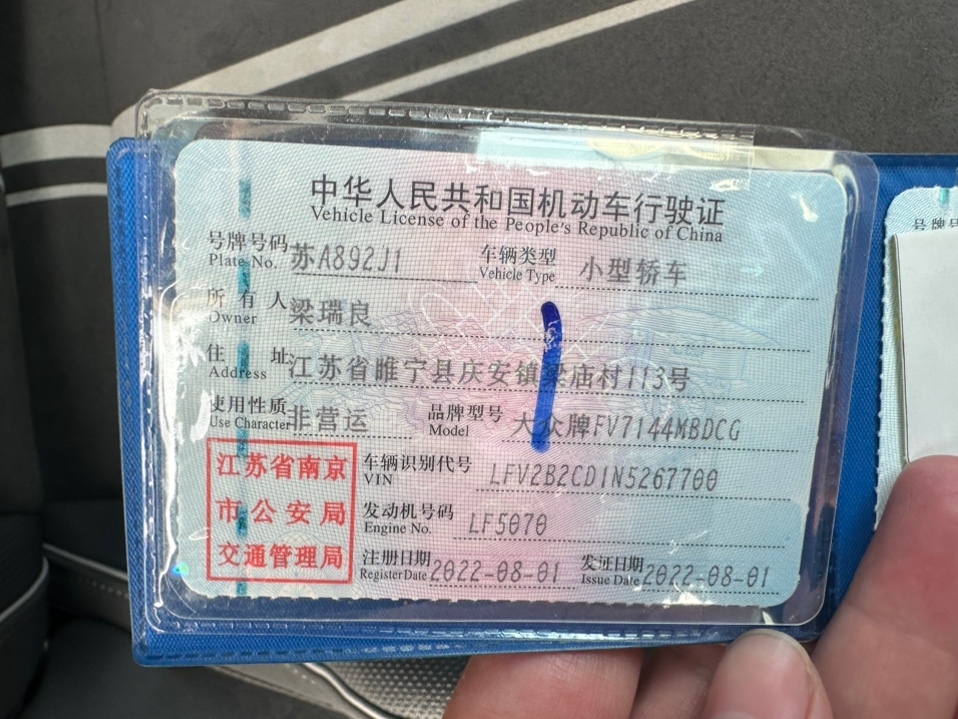 中华人民共和国机动车行驶证
Vehicle License of the People's Republic of China
号牌号码 苏A892J1 车辆类型 小型轿车
Plate No. Vehicle Type
所有人 梁瑞良
Owner
住址 江苏省睢宁县庆安镇梁庙村113号
Address
使用性质 非营运 品牌型号 大众牌FV7144MBDCG
Use Character Model
江苏省南京
市公安局
交通管理局
车辆识别代号 LFV2B2CD1N5267700
VIN
发动机号码 LF5070
Engine No.
注册日期 2022-08-01 发证日期 2022-08-01
Register Date Issue Date